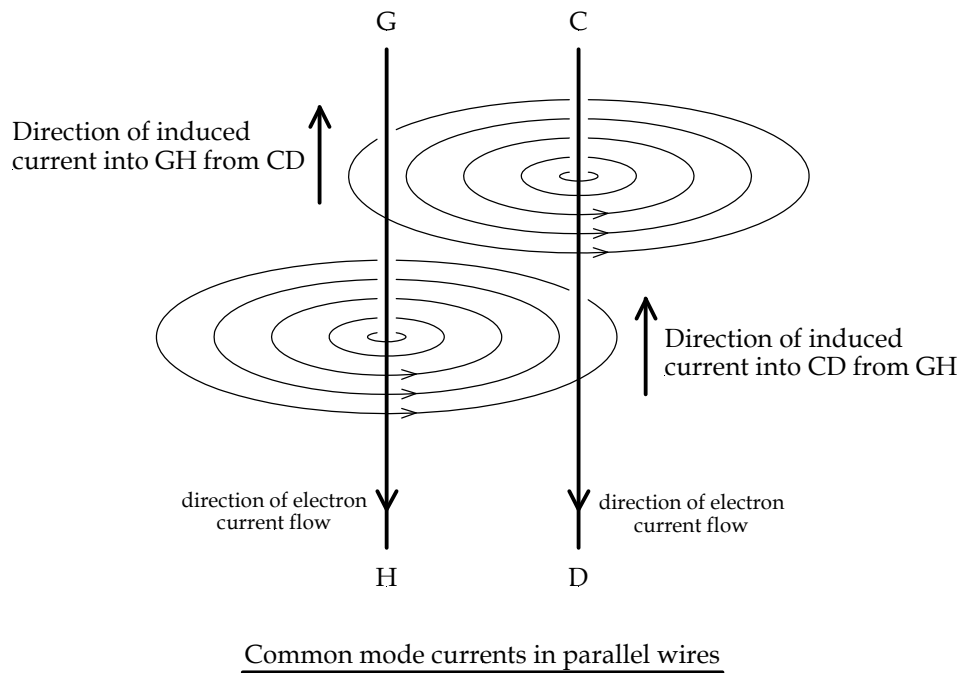 G
C
Direction of induced
current into GH from CD
Direction of induced
current into CD from GH
direction of electron
current flow
direction of electron
current flow
H
D
Common mode currents in parallel wires